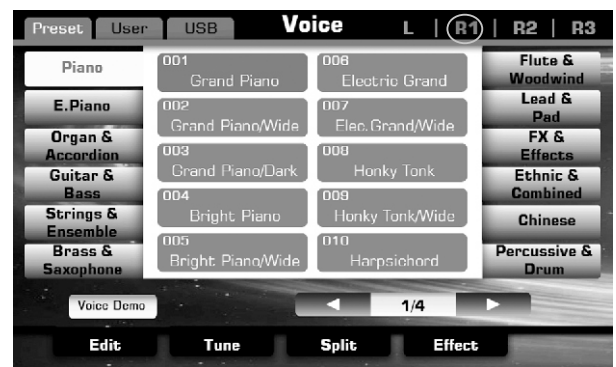 Preset User USB Voice L | R1 | R2 | R3
Piano
E.Piano
Organ &
Accordion
Guitar &
Bass
Strings &
Ensemble
Brass &
Saxophone
001
Grand Piano
002
Grand Piano/Wide
003
Grand Piano/Dark
004
Bright Piano
005
Bright Piano/Wide
006
Electric Grand
007
Elec.Grand/Wide
008
Honky Tonk
009
Honky Tonk/Wide
010
Harpsichord
Flute &
Woodwind
Lead &
Pad
FX &
Effects
Ethnic &
Combined
Chinese
Percussive &
Drum
Voice Demo
1/4
Edit Tune Split Effect